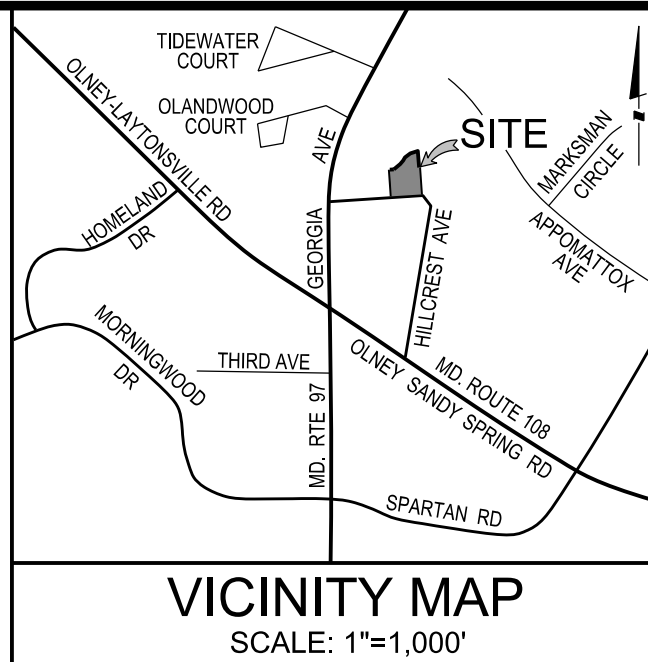 TIDEWATER
COURT
OLNEY-LAYTONSVILLE RD
OLANDWOOD
COURT
AVE
SITE
MARKSMAN
CIRCLE
HOMELAND
DR
GEORGIA
HILLCREST AVE
APPOMATTOX
AVE
MORNINGWOOD
DR
THIRD AVE
MD. RTE 97
MD. ROUTE 108
OLNEY SANDY SPRING RD
SPARTAN RD
VICINITY MAP
SCALE: 1"=1,000'